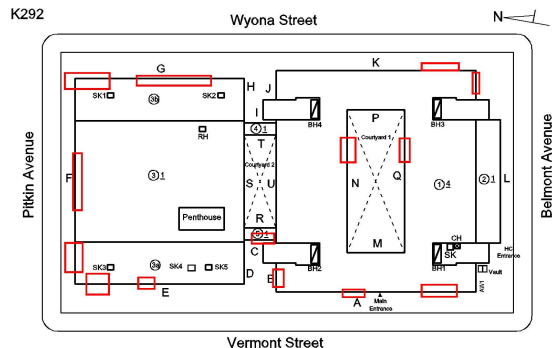 K292
Wyona Street
N
G
K
H
J
SK1
3b
SK2
I
BH4
BH3
4 1
P
RH
T
Courtyard 1
Courtyard 2
Pitkin Avenue
F
3 1
S
U
N
Q
1 4
2 1
L
Belmont Avenue
Penthouse
R
5 1
M
CH
SK
HC
Entrance
3a
SK3
SK4
SK5
C
BH2
BH1
D
B
Vault
AW1
E
A
Main
Entrance
Vermont Street